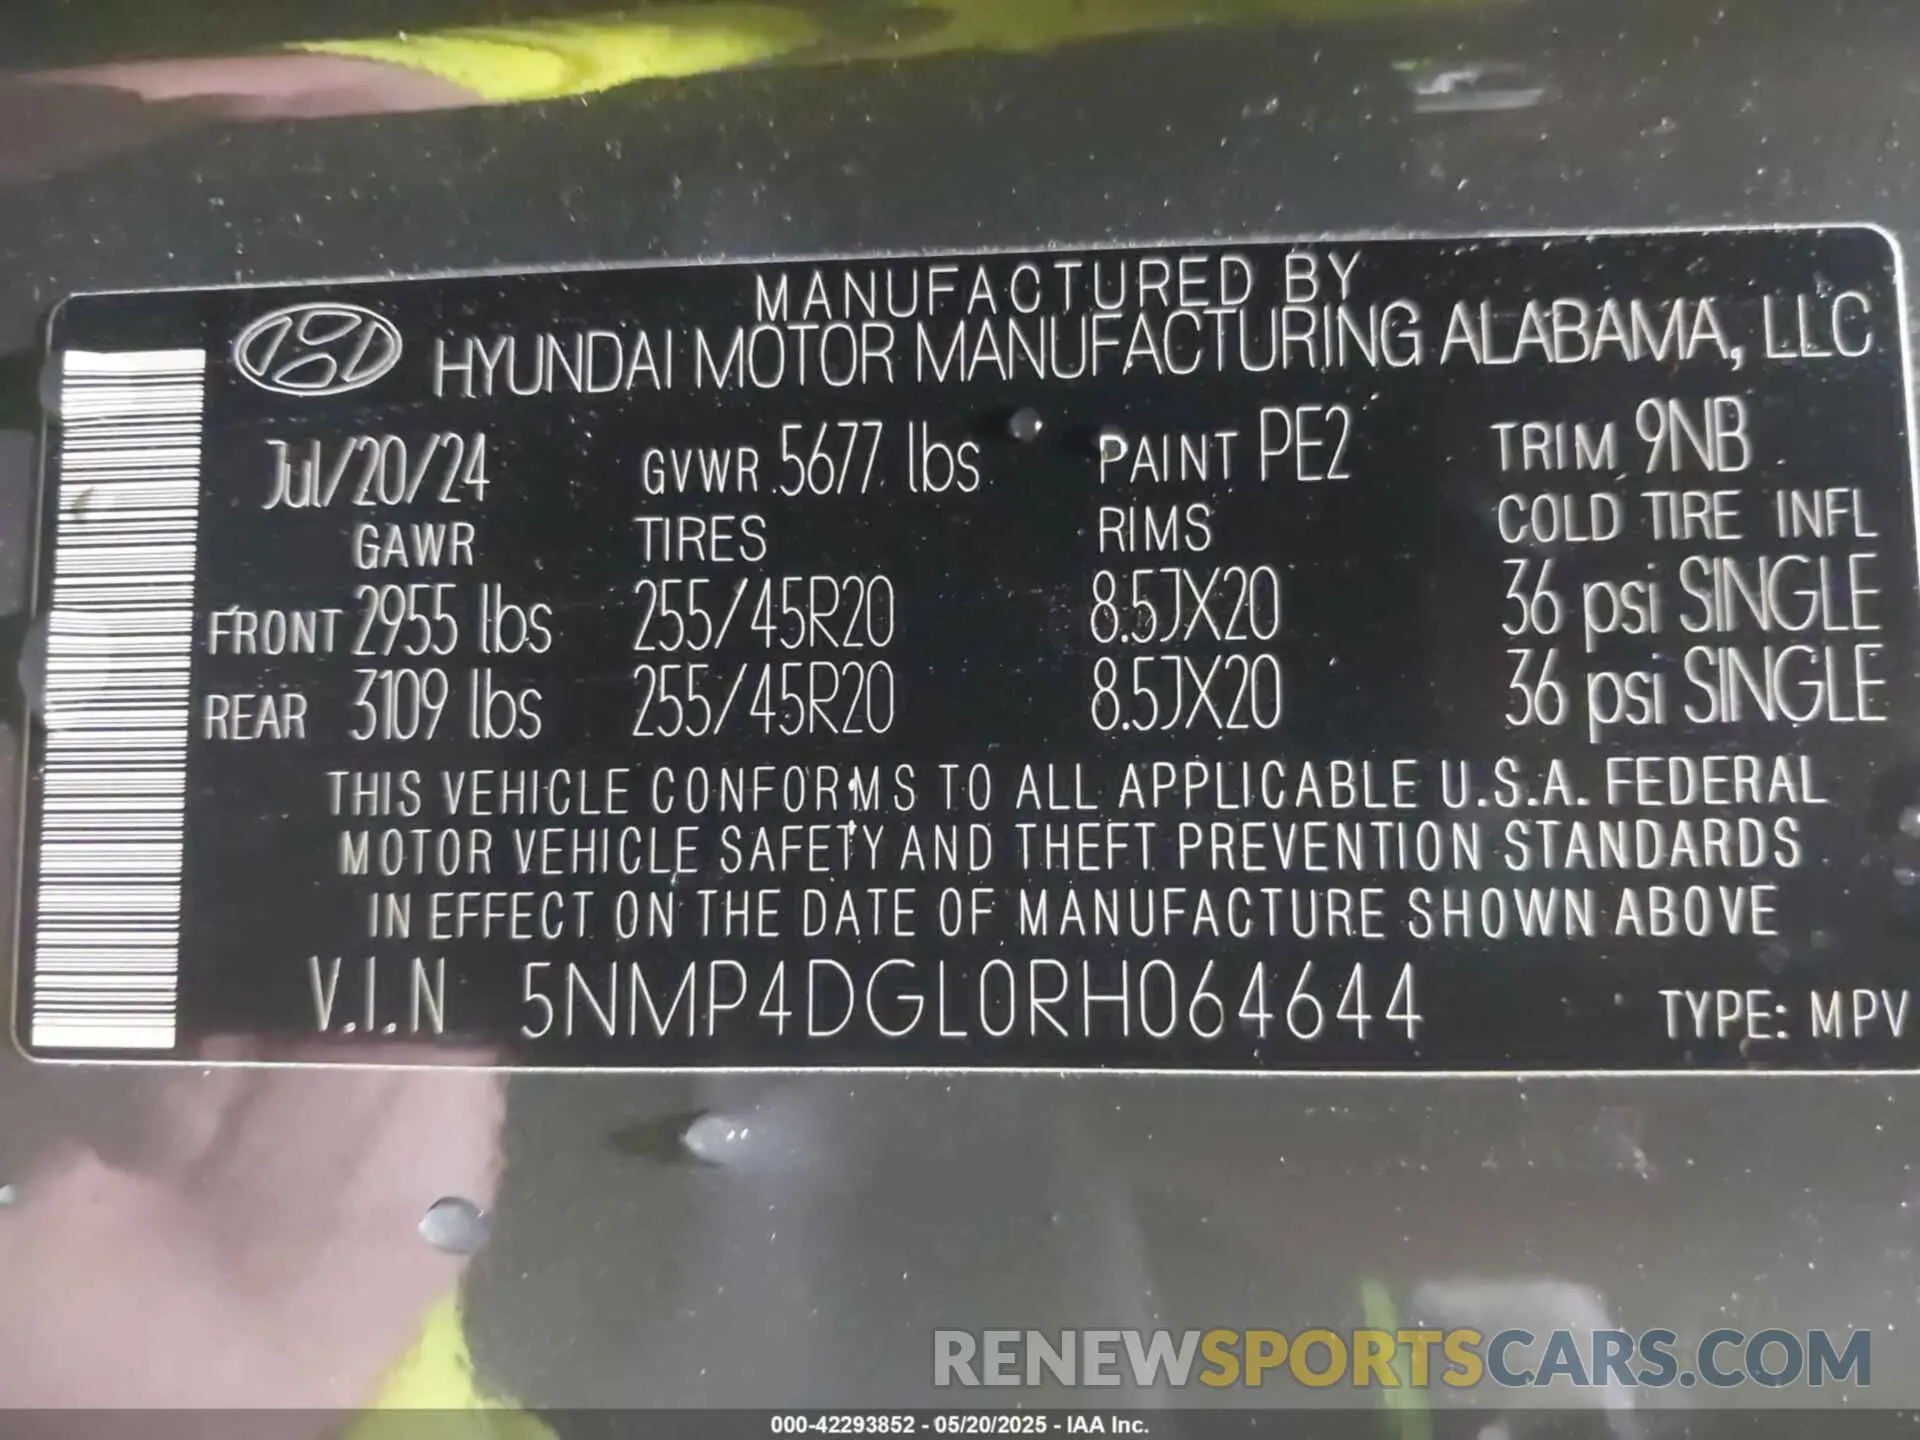 MANUFACTURED BY
HYUNDAI MOTOR MANUFACTURING ALABAMA, LLC
Jul/20/24 GVWR 5677 lbs PAINT PE2 TRIM 9NB
GAWR TIRES RIMS COLD TIRE INFL
FRONT 2955 lbs 255/45R20 8.5JX20 36 psi SINGLE
REAR 3109 lbs 255/45R20 8.5JX20 36 psi SINGLE
THIS VEHICLE CONFORMS TO ALL APPLICABLE U.S.A. FEDERAL
MOTOR VEHICLE SAFETY AND THEFT PREVENTION STANDARDS
IN EFFECT ON THE DATE OF MANUFACTURE SHOWN ABOVE
V.I.N 5NMP4DGL0RH064644 TYPE: MPV
RENEWSPORTSCARS.COM
000-42293852 - 05/20/2025 - IAA Inc.